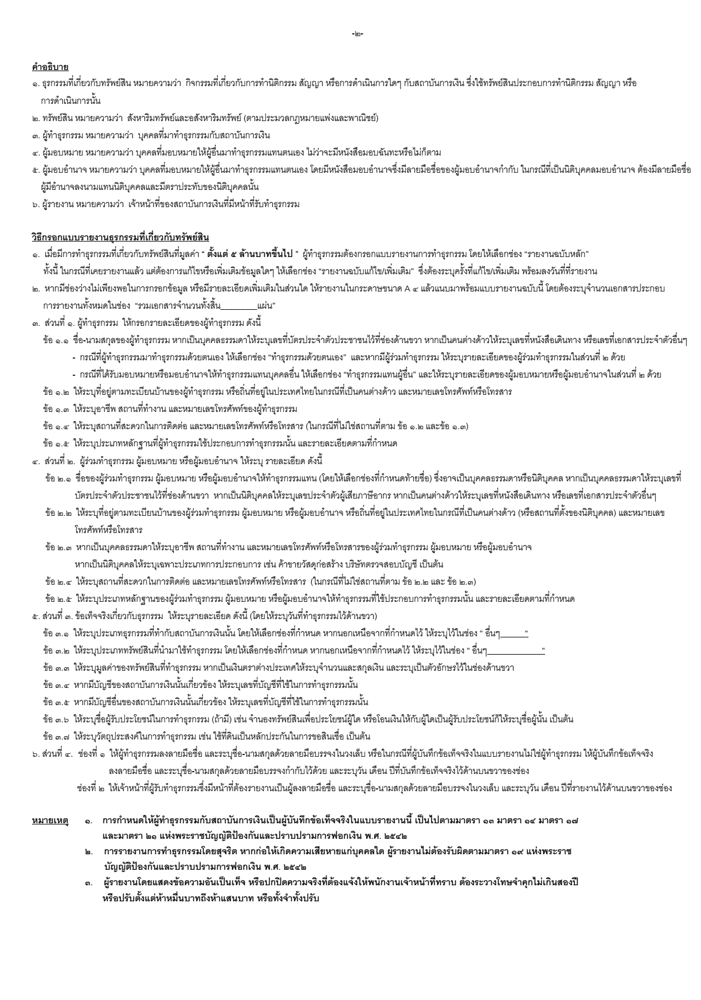 -๒-
คำอธิบาย
๑. ธุรกรรมที่เกี่ยวกับทรัพย์สิน หมายความว่า กิจกรรมที่เกี่ยวกับการทำนิติกรรม สัญญา หรือการดำเนินการใดๆ กับสถาบันการเงิน ซึ่งใช้ทรัพย์สินประกอบการทำนิติกรรม สัญญา หรือ
การดำเนินการนั้น
๒. ทรัพย์สิน หมายความว่า สังหาริมทรัพย์และอสังหาริมทรัพย์ (ตามประมวลกฎหมายแพ่งและพาณิชย์)
๓. ผู้ทำธุรกรรม หมายความว่า บุคคลที่มาทำธุรกรรมกับสถาบันการเงิน
๔. ผู้มอบหมาย หมายความว่า บุคคลที่มอบหมายให้ผู้อื่นมาทำธุรกรรมแทนตนเอง ไม่ว่าจะมีหนังสือมอบฉันทะหรือไม่ก็ตาม
๕. ผู้มอบอำนาจ หมายความว่า บุคคลที่มอบหมายให้ผู้อื่นมาทำธุรกรรมแทนตนเอง โดยมีหนังสือมอบอำนาจซึ่งมีลายมือชื่อของผู้มอบอำนาจกำกับ ในกรณีที่เป็นนิติบุคคลมอบอำนาจ ต้องมีลายมือชื่อ
ผู้มีอำนาจลงนามแทนนิติบุคคลและมีตราประทับของนิติบุคคลนั้น
๖. ผู้รายงาน หมายความว่า เจ้าหน้าที่ของสถาบันการเงินที่มีหน้าที่รับทำธุรกรรม
วิธีกรอกแบบรายงานธุรกรรมที่เกี่ยวกับทรัพย์สิน
๑. เมื่อมีการทำธุรกรรมที่เกี่ยวกับทรัพย์สินที่มูลค่า “ ตั้งแต่ ๕ ล้านบาทขึ้นไป ” ผู้ทำธุรกรรมต้องกรอกแบบรายงานการทำธุรกรรม โดยให้เลือกช่อง “รายงานฉบับหลัก”
ทั้งนี้ ในกรณีที่เคยรายงานแล้ว แต่ต้องการแก้ไขหรือเพิ่มเติมข้อมูลใดๆ ให้เลือกช่อง “รายงานฉบับแก้ไข/เพิ่มเติม” ซึ่งต้องระบุครั้งที่แก้ไข/เพิ่มเติม พร้อมลงวันที่ที่รายงาน
๒. หากมีช่องว่างไม่เพียงพอในการกรอกข้อมูล หรือมีรายละเอียดเพิ่มเติมในส่วนใด ให้รายงานในกระดาษขนาด A ๔ แล้วแนบมาพร้อมแบบรายงานฉบับนี้ โดยต้องระบุจำนวนเอกสารประกอบ
การรายงานทั้งหมดในช่อง “รวมเอกสารจำนวนทั้งสิ้น________แผ่น”
๓. ส่วนที่ ๑. ผู้ทำธุรกรรม ให้กรอกรายละเอียดของผู้ทำธุรกรรม ดังนี้
ข้อ ๑.๑ ชื่อ-นามสกุลของผู้ทำธุรกรรม หากเป็นบุคคลธรรมดาให้ระบุเลขที่บัตรประจำตัวประชาชนไว้ที่ช่องด้านขวา หากเป็นคนต่างด้าวให้ระบุเลขที่หนังสือเดินทาง หรือเลขที่เอกสารประจำตัวอื่นๆ
- กรณีที่ผู้ทำธุรกรรมมาทำธุรกรรมด้วยตนเอง ให้เลือกช่อง “ทำธุรกรรมด้วยตนเอง” และหากมีผู้ร่วมทำธุรกรรม ให้ระบุรายละเอียดของผู้ร่วมทำธุรกรรมในส่วนที่ ๒ ด้วย
- กรณีที่ได้รับมอบหมายหรือมอบอำนาจให้ทำธุรกรรมแทนบุคคลอื่น ให้เลือกช่อง “ทำธุรกรรมแทนผู้อื่น” และให้ระบุรายละเอียดของผู้มอบหมายหรือผู้มอบอำนาจในส่วนที่ ๒ ด้วย
ข้อ ๑.๒ ให้ระบุที่อยู่ตามทะเบียนบ้านของผู้ทำธุรกรรม หรือถิ่นที่อยู่ในประเทศไทยในกรณีที่เป็นคนต่างด้าว และหมายเลขโทรศัพท์หรือโทรสาร
ข้อ ๑.๓ ให้ระบุอาชีพ สถานที่ทำงาน และหมายเลขโทรศัพท์ของผู้ทำธุรกรรม
ข้อ ๑.๔ ให้ระบุสถานที่สะดวกในการติดต่อ และหมายเลขโทรศัพท์หรือโทรสาร (ในกรณีที่ไม่ใช่สถานที่ตาม ข้อ ๑.๒ และข้อ ๑.๓)
ข้อ ๑.๕ ให้ระบุประเภทหลักฐานที่ผู้ทำธุรกรรมใช้ประกอบการทำธุรกรรมนั้น และรายละเอียดตามที่กำหนด
๔. ส่วนที่ ๒. ผู้ร่วมทำธุรกรรม ผู้มอบหมาย หรือผู้มอบอำนาจ ให้ระบุ รายละเอียด ดังนี้
ข้อ ๒.๑ ชื่อของผู้ร่วมทำธุรกรรม ผู้มอบหมาย หรือผู้มอบอำนาจให้ทำธุรกรรมแทน (โดยให้เลือกช่องที่กำหนดท้ายชื่อ) ซึ่งอาจเป็นบุคคลธรรมดาหรือนิติบุคคล หากเป็นบุคคลธรรมดาให้ระบุเลขที่
บัตรประจำตัวประชาชนไว้ที่ช่องด้านขวา หากเป็นนิติบุคคลให้ระบุเลขประจำตัวผู้เสียภาษีอากร หากเป็นคนต่างด้าวให้ระบุเลขที่หนังสือเดินทาง หรือเลขที่เอกสารประจำตัวอื่นๆ
ข้อ ๒.๒ ให้ระบุที่อยู่ตามทะเบียนบ้านของผู้ร่วมทำธุรกรรม ผู้มอบหมาย หรือผู้มอบอำนาจ หรือถิ่นที่อยู่ในประเทศไทยในกรณีที่เป็นคนต่างด้าว (หรือสถานที่ตั้งของนิติบุคคล) และหมายเลข
โทรศัพท์หรือโทรสาร
ข้อ ๒.๓ หากเป็นบุคคลธรรมดาให้ระบุอาชีพ สถานที่ทำงาน และหมายเลขโทรศัพท์หรือโทรสารของผู้ร่วมทำธุรกรรม ผู้มอบหมาย หรือผู้มอบอำนาจ
หากเป็นนิติบุคคลให้ระบุเฉพาะประเภทการประกอบการ เช่น ค้าขายวัสดุก่อสร้าง บริษัทตรวจสอบบัญชี เป็นต้น
ข้อ ๒.๔ ให้ระบุสถานที่สะดวกในการติดต่อ และหมายเลขโทรศัพท์หรือโทรสาร (ในกรณีที่ไม่ใช่สถานที่ตาม ข้อ ๒.๒ และ ข้อ ๒.๓)
ข้อ ๒.๕ ให้ระบุประเภทหลักฐานของผู้ร่วมทำธุรกรรม ผู้มอบหมาย หรือผู้มอบอำนาจให้ทำธุรกรรมที่ใช้ประกอบการทำธุรกรรมนั้น และรายละเอียดตามที่กำหนด
๕. ส่วนที่ ๓. ข้อเท็จจริงเกี่ยวกับธุรกรรม ให้ระบุรายละเอียด ดังนี้ (โดยให้ระบุวันที่ทำธุรกรรมไว้ด้านขวา)
ข้อ ๓.๑ ให้ระบุประเภทธุรกรรมที่ทำกับสถาบันการเงินนั้น โดยให้เลือกช่องที่กำหนด หากนอกเหนือจากที่กำหนดไว้ ให้ระบุไว้ในช่อง “ อื่นๆ______“
ข้อ ๓.๒ ให้ระบุประเภททรัพย์สินที่นำมาใช้ทำธุรกรรม โดยให้เลือกช่องที่กำหนด หากนอกเหนือจากที่กำหนดไว้ ให้ระบุไว้ในช่อง “ อื่นๆ____________“
ข้อ ๓.๓ ให้ระบุมูลค่าของทรัพย์สินที่ทำธุรกรรม หากเป็นเงินตราต่างประเทศให้ระบุจำนวนและสกุลเงิน และระบุเป็นตัวอักษรไว้ในช่องด้านขวา
ข้อ ๓.๔ หากมีบัญชีของสถาบันการเงินนั้นเกี่ยวข้อง ให้ระบุเลขที่บัญชีที่ใช้ในการทำธุรกรรมนั้น
ข้อ ๓.๕ หากมีบัญชีอื่นของสถาบันการเงินนั้นเกี่ยวข้อง ให้ระบุเลขที่บัญชีที่ใช้ในการทำธุรกรรมนั้น
ข้อ ๓.๖ ให้ระบุชื่อผู้รับประโยชน์ในการทำธุรกรรม (ถ้ามี) เช่น จำนองทรัพย์สินเพื่อประโยชน์ผู้ใด หรือโอนเงินให้กับผู้ใดเป็นผู้รับประโยชน์ก็ให้ระบุชื่อผู้นั้น เป็นต้น
ข้อ ๓.๗ ให้ระบุวัตถุประสงค์ในการทำธุรกรรม เช่น ใช้ที่ดินเป็นหลักประกันในการขอสินเชื่อ เป็นต้น
๖. ส่วนที่ ๔. ช่องที่ ๑ ให้ผู้ทำธุรกรรมลงลายมือชื่อ และระบุชื่อ-นามสกุลด้วยลายมือบรรจงในวงเล็บ หรือในกรณีที่ผู้บันทึกข้อเท็จจริงในแบบรายงานไม่ใช่ผู้ทำธุรกรรม ให้ผู้บันทึกข้อเท็จจริง
ลงลายมือชื่อ และระบุชื่อ-นามสกุลด้วยลายมือบรรจงกำกับไว้ด้วย และระบุวัน เดือน ปีที่บันทึกข้อเท็จจริงไว้ด้านบนขวาของช่อง
ช่องที่ ๒ ให้เจ้าหน้าที่ผู้รับทำธุรกรรมซึ่งมีหน้าที่ต้องรายงานเป็นผู้ลงลายมือชื่อ และระบุชื่อ-นามสกุลด้วยลายมือบรรจงในวงเล็บ และระบุวัน เดือน ปีที่รายงานไว้ด้านบนขวาของช่อง
หมายเหตุ ๑. การกำหนดให้ผู้ทำธุรกรรมกับสถาบันการเงินเป็นผู้บันทึกข้อเท็จจริงในแบบรายงานนี้ เป็นไปตามมาตรา ๑๓ มาตรา ๑๔ มาตรา ๑๗
และมาตรา ๒๑ แห่งพระราชบัญญัติป้องกันและปราบปรามการฟอกเงิน พ.ศ. ๒๕๔๒
๒. การรายงานการทำธุรกรรมโดยสุจริต หากก่อให้เกิดความเสียหายแก่บุคคลใด ผู้รายงานไม่ต้องรับผิดตามมาตรา ๑๙ แห่งพระราช
บัญญัติป้องกันและปราบปรามการฟอกเงิน พ.ศ. ๒๕๔๒
๓. ผู้รายงานโดยแสดงข้อความอันเป็นเท็จ หรือปกปิดความจริงที่ต้องแจ้งให้พนักงานเจ้าหน้าที่ทราบ ต้องระวางโทษจำคุกไม่เกินสองปี
หรือปรับตั้งแต่ห้าหมื่นบาทถึงห้าแสนบาท หรือทั้งจำทั้งปรับ